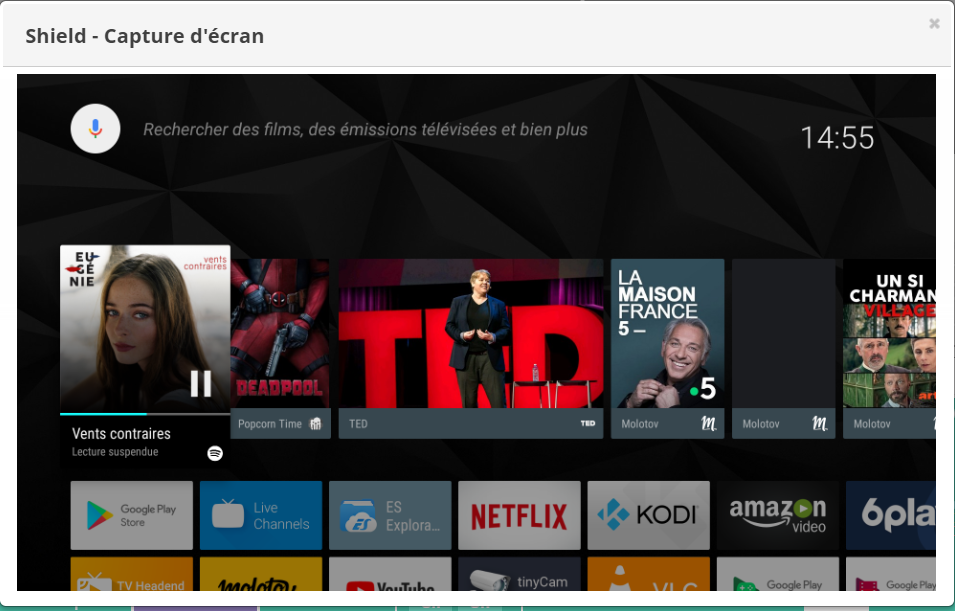 Shield - Capture d'écran
×
Rechercher des films, des émissions télévisées et bien plus
14:55
EU
GÉ
NIE
vents
contraires
Vents contraires
Lecture suspendue
DEADPOOL
Popcorn Time
TED
TED
TED
LA
MAISON
FRANCE
5 –
5
Molotov
m
Molotov
m
UN SI
CHARMAN
VILLAGE
arte
Molotov
Google Play
Store
Live
Channels
ES
Explora...
NETFLIX
KODI
amazon
video
6pla
TV Headend
molotov
YouTube
tinyCam
VLC
Google Play
Google Play